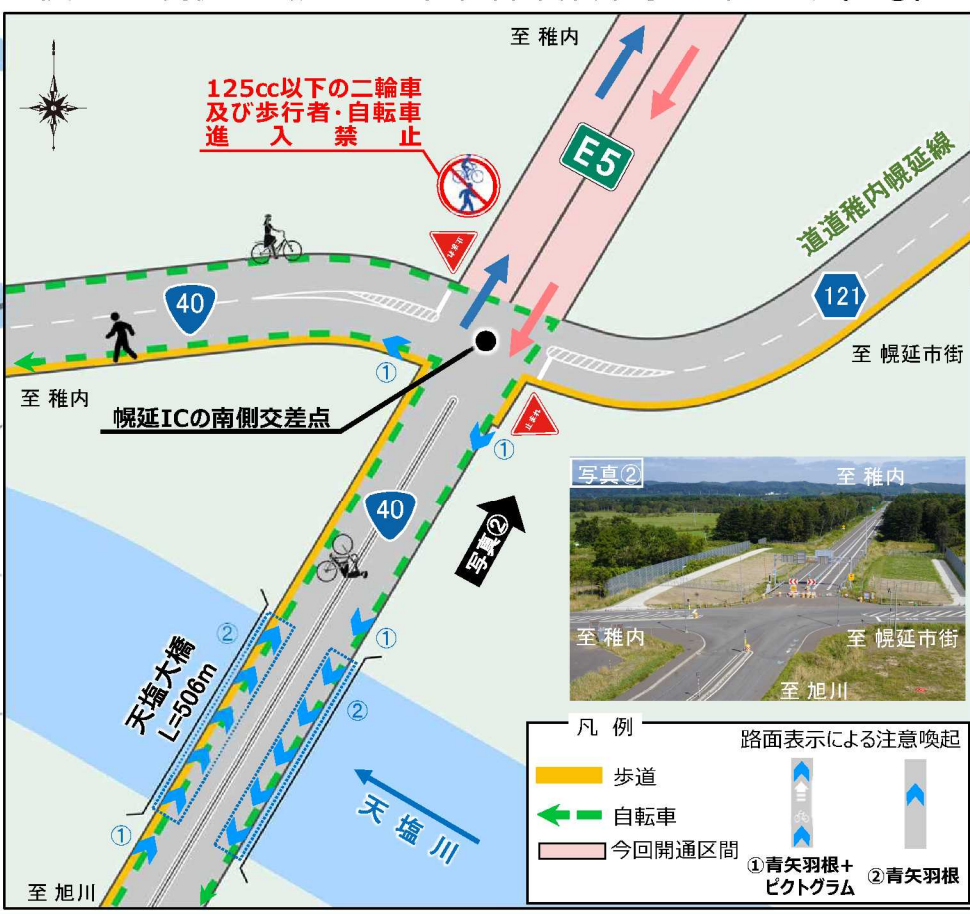 至 稚内
125cc以下の二輪車
及び歩行者・自転車
進入禁止
E5
道道稚内幌延線
止まれ
40
121
①
至 幌延市街
至 稚内
幌延ICの南側交差点
止まれ
①
40
写真②
写真②
至 稚内
至 稚内
至 幌延市街
至 旭川
②
①
天塩大橋
L=506m
②
①
天塩川
至 旭川
凡 例
歩道
自転車
今回開通区間
路面表示による注意喚起
①青矢羽根+
ピクトグラム
②青矢羽根